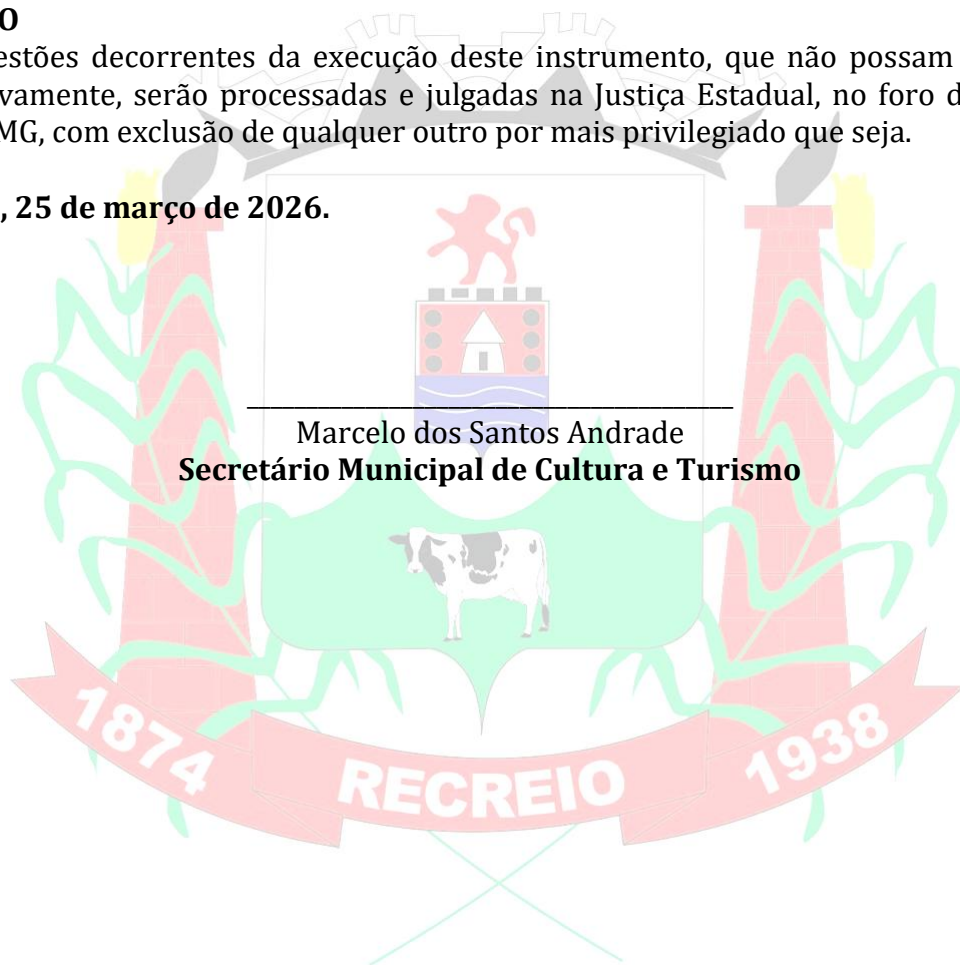 O
estões decorrentes da execução deste instrumento, que não possam
vamente, serão processadas e julgadas na Justiça Estadual, no foro d
MG, com exclusão de qualquer outro por mais privilegiado que seja.
, 25 de março de 2026.
Marcelo dos Santos Andrade
Secretário Municipal de Cultura e Turismo
1874
RECREIO
1938